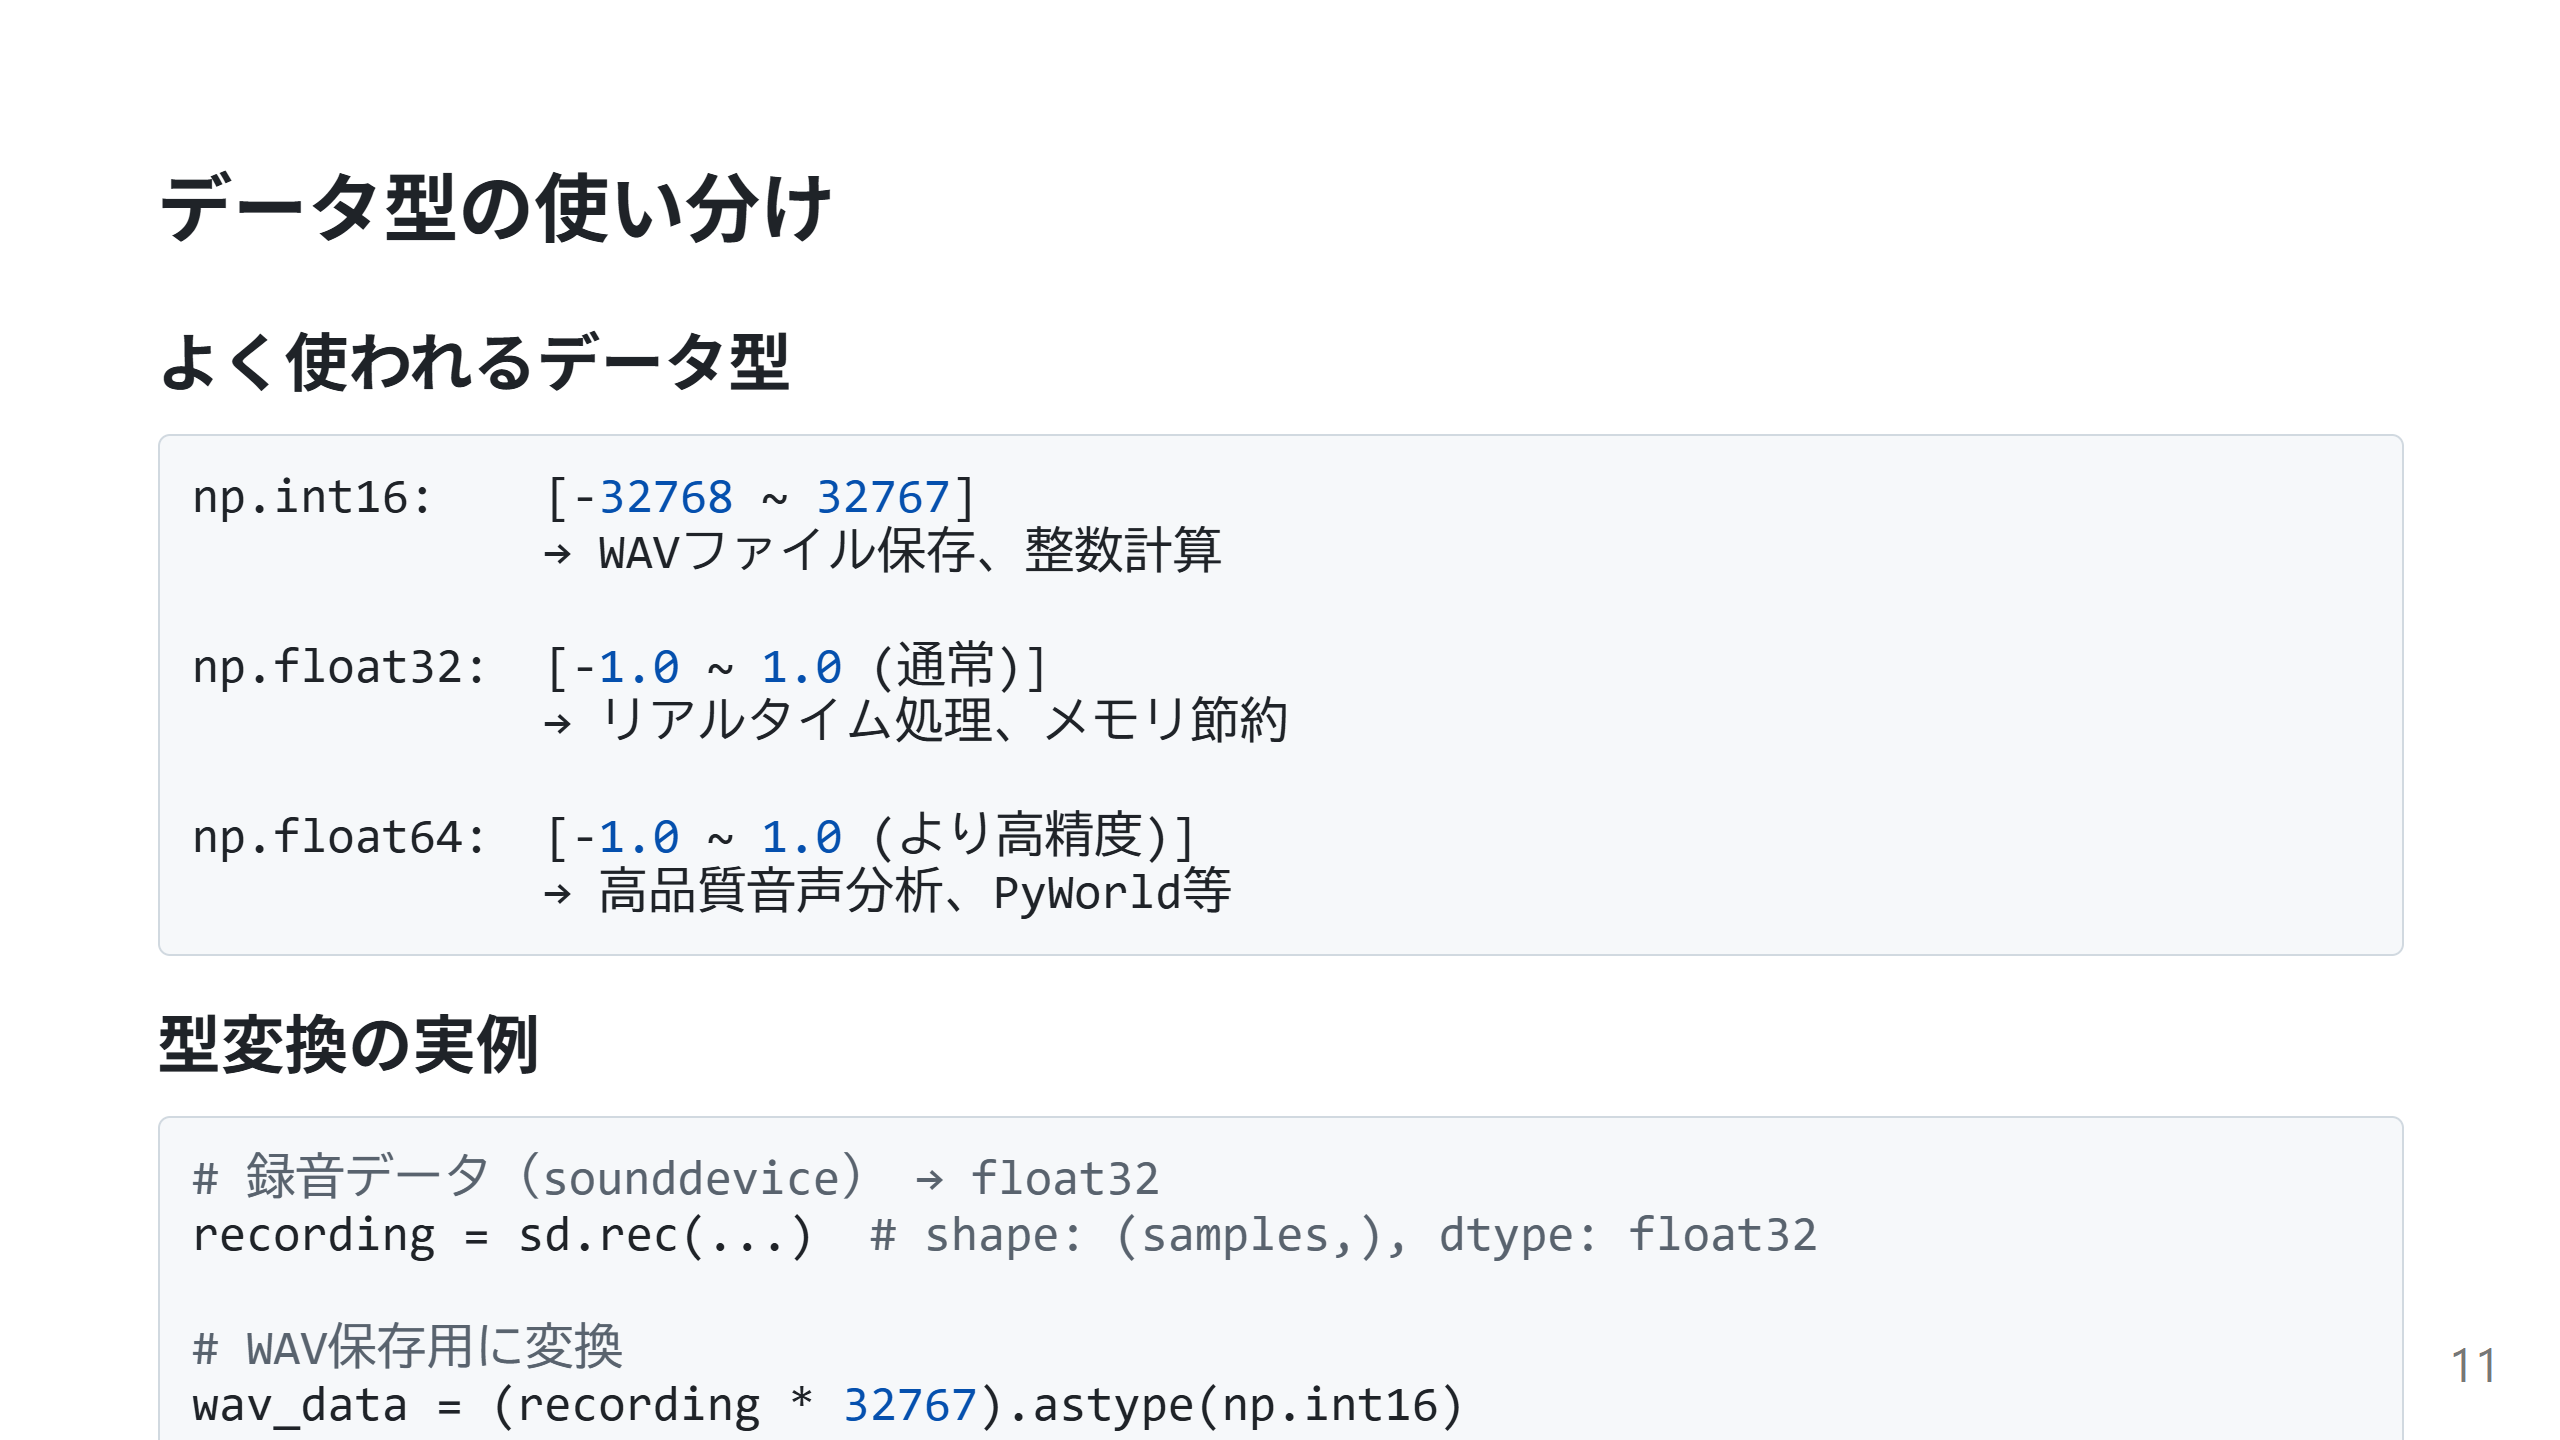 データ型の使い分け
よく使われるデータ型
np.int16:    [-32768 ~ 32767]
             → WAVファイル保存、整数計算
np.float32:  [-1.0 ~ 1.0 (通常)]
             → リアルタイム処理、メモリ節約
np.float64:  [-1.0 ~ 1.0 (より高精度)]
             → 高品質音声分析、PyWorld等
型変換の実例
# 録音データ（sounddevice） → float32
recording = sd.rec(...)  # shape: (samples,), dtype: float32
# WAV保存用に変換
wav_data = (recording * 32767).astype(np.int16)
11